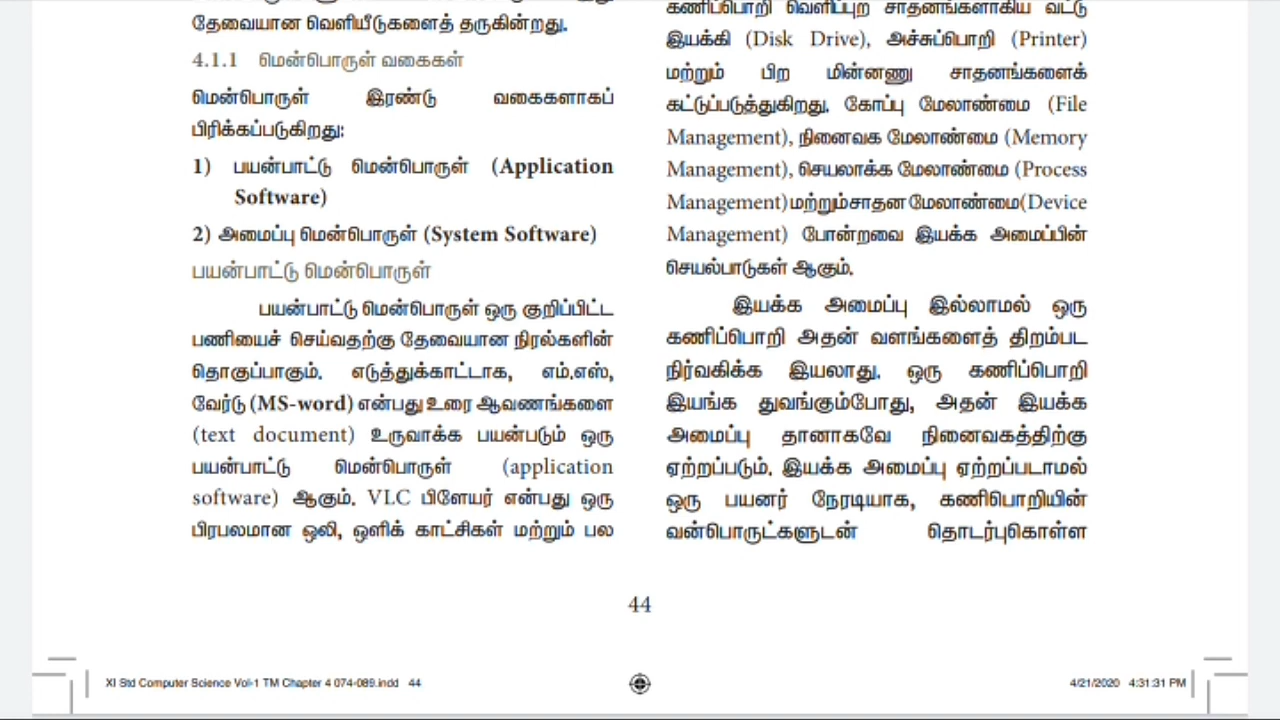 தேவையான வெளியீடுகளைத் தருகின்றது.
4.1.1 மென்பொருள் வகைகள்
மென்பொருள் இரண்டு வகைகளாகப்
பிரிக்கப்படுகிறது:
1) பயன்பாட்டு மென்பொருள் (Application
Software)
2) அமைப்பு மென்பொருள் (System Software)
பயன்பாட்டு மென்பொருள்
பயன்பாட்டு மென்பொருள் ஒரு குறிப்பிட்ட
பணியைச் செய்வதற்கு தேவையான நிரல்களின்
தொகுப்பாகும். எடுத்துக்காட்டாக, எம்.எஸ்,
வேர்டு (MS-word) என்பது உரை ஆவணங்களை
(text document) உருவாக்க பயன்படும் ஒரு
பயன்பாட்டு மென்பொருள் (application
software) ஆகும். VLC பிளேயர் என்பது ஒரு
பிரபலமான ஒலி, ஒளிக் காட்சிகள் மற்றும் பல
கணிப்பொறி வெளிப்புற சாதனங்களாகிய வட்டு
இயக்கி (Disk Drive), அச்சுப்பொறி (Printer)
மற்றும் பிற மின்னணு சாதனங்களைக்
கட்டுப்படுத்துகிறது. கோப்பு மேலாண்மை (File
Management), நினைவக மேலாண்மை (Memory
Management), செயலாக்க மேலாண்மை (Process
Management) மற்றும்சாதன மேலாண்மை(Device
Management) போன்றவை இயக்க அமைப்பின்
செயல்பாடுகள் ஆகும்.
இயக்க அமைப்பு இல்லாமல் ஒரு
கணிப்பொறி அதன் வளங்களைத் திறம்பட
நிர்வகிக்க இயலாது. ஒரு கணிப்பொறி
இயங்க துவங்கும்போது, அதன் இயக்க
அமைப்பு தானாகவே நினைவகத்திற்கு
ஏற்றப்படும். இயக்க அமைப்பு ஏற்றப்படாமல்
ஒரு பயனர் நேரடியாக, கணிபொறியின்
வன்பொருட்களுடன் தொடர்புகொள்ள
44
XI Std Computer Science Vol-1 TM Chapter 4 074-089.indd 44
4/21/2020 4:31:31 PM